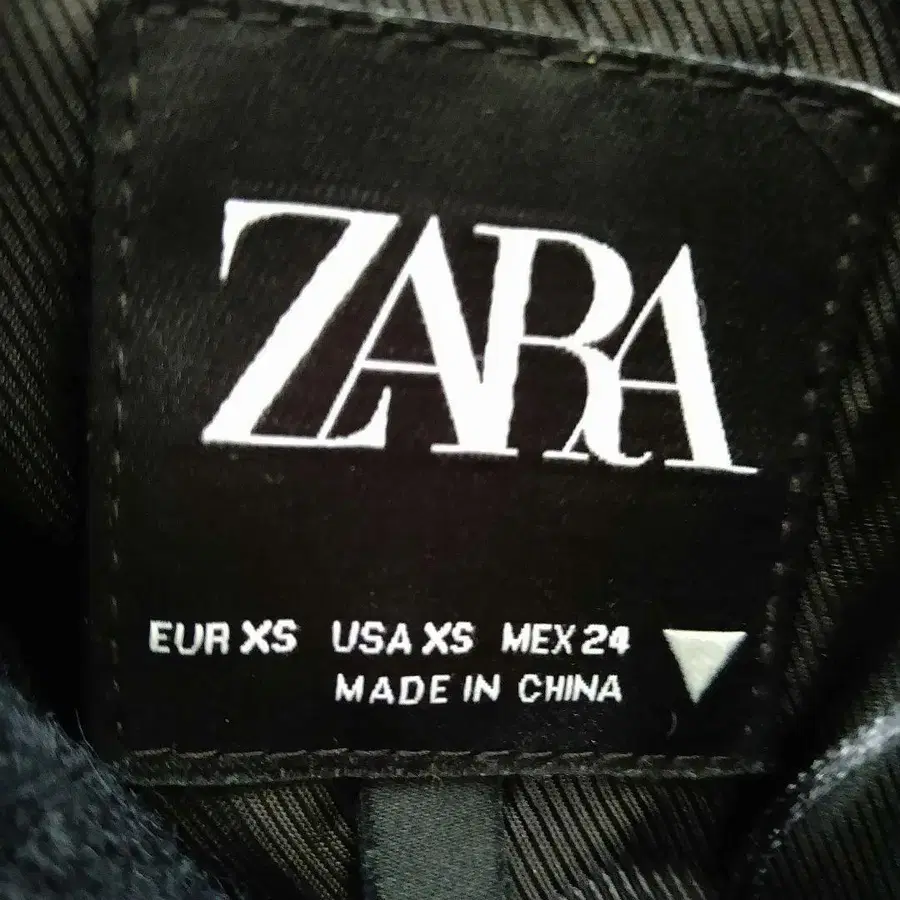 ZARA
EUR XS USA XS MEX 24
MADE IN CHINA